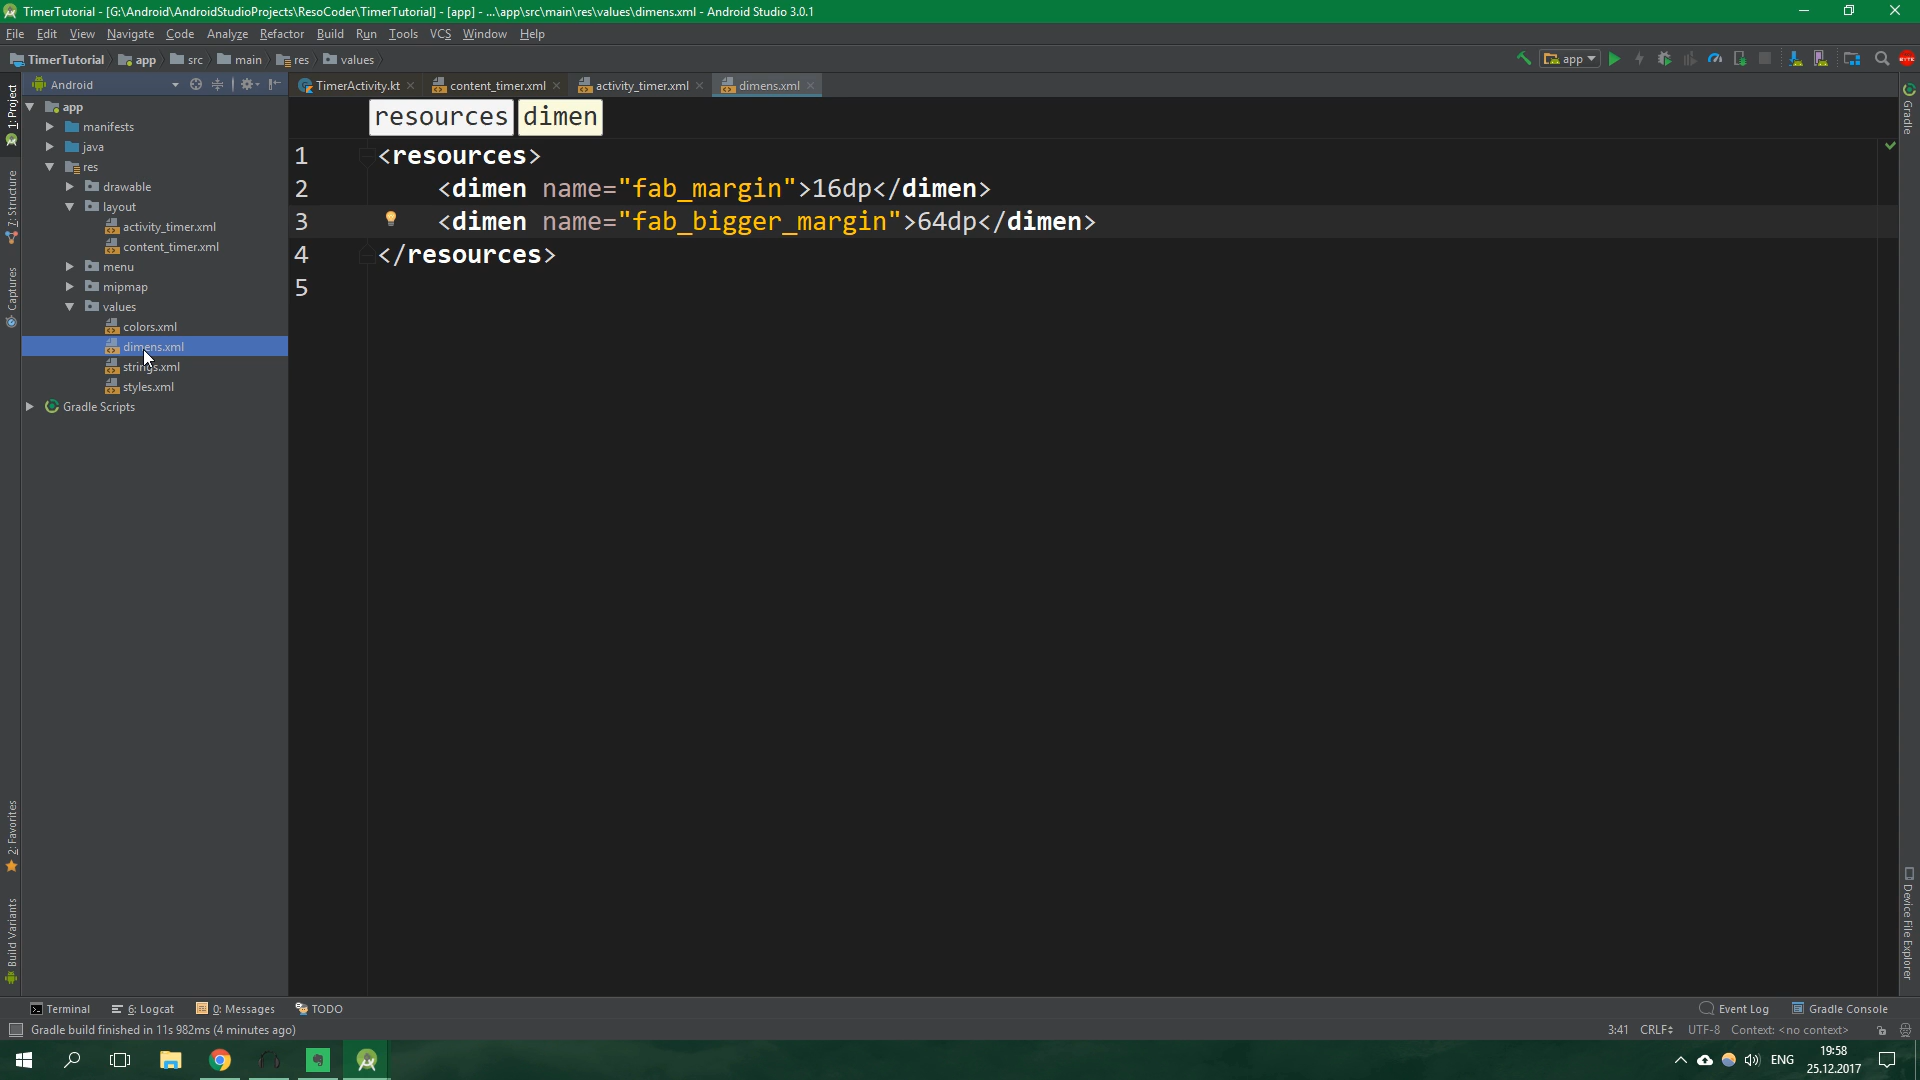 TimerTutorial - [G:\Android\AndroidStudioProjects\ResoCoder\TimerTutorial] - [app] - ...\app\src\main\res\values\dimens.xml - Android Studio 3.0.1
File Edit View Navigate Code Analyze Refactor Build Run Tools VCS Window Help
TimerTutorial app src main res values
app
Android
TimerActivity.kt content_timer.xml activity_timer.xml dimens.xml
resources dimen
1 <resources>
2 <dimen name="fab_margin">16dp</dimen>
3 <dimen name="fab_bigger_margin">64dp</dimen>
4 </resources>
5
app
manifests
java
res
drawable
layout
activity_timer.xml
content_timer.xml
menu
mipmap
values
colors.xml
dimens.xml
strings.xml
styles.xml
Gradle Scripts
1: Project
7: Structure
Captures
2: Favorites
Build Variants
Gradle
Device File Explorer
Terminal 6: Logcat 0: Messages TODO Event Log Gradle Console
Gradle build finished in 11s 982ms (4 minutes ago) 3:41 CRLF UTF-8 Context: <no context>
ENG 19:58
25.12.2017